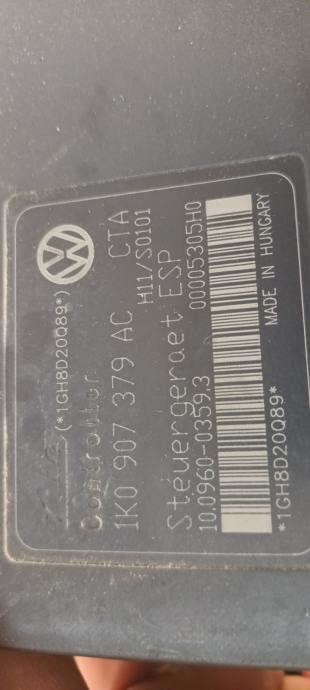 (*1GH8D20Q89*)
Controller
1K0 907 379 AC CTA
H11/S0101
Steuergeraet ESP
10.0960-0359.3 00005305H0
*1GH8D20Q89* MADE IN HUNGARY